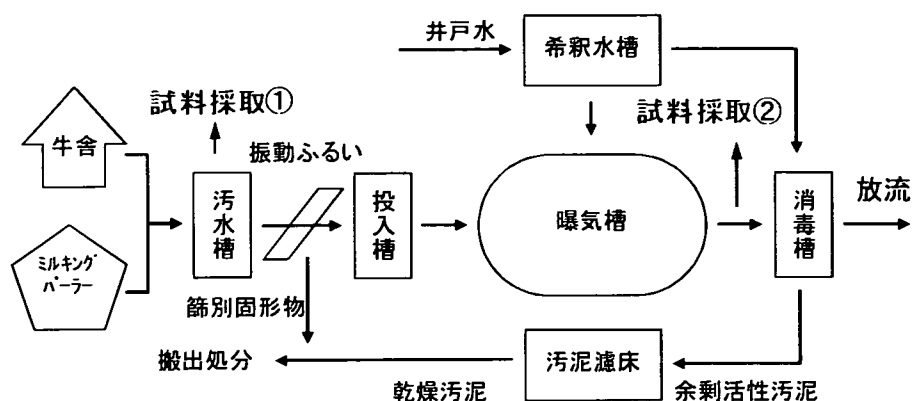 井戸水
希釈水槽
試料採取①
試料採取②
牛舎
振動ふるい
汚水槽
投入槽
曝気槽
消毒槽
放流
ミルキング
パーラー
篩別固形物
搬出処分
汚泥濾床
乾燥汚泥
余剰活性汚泥